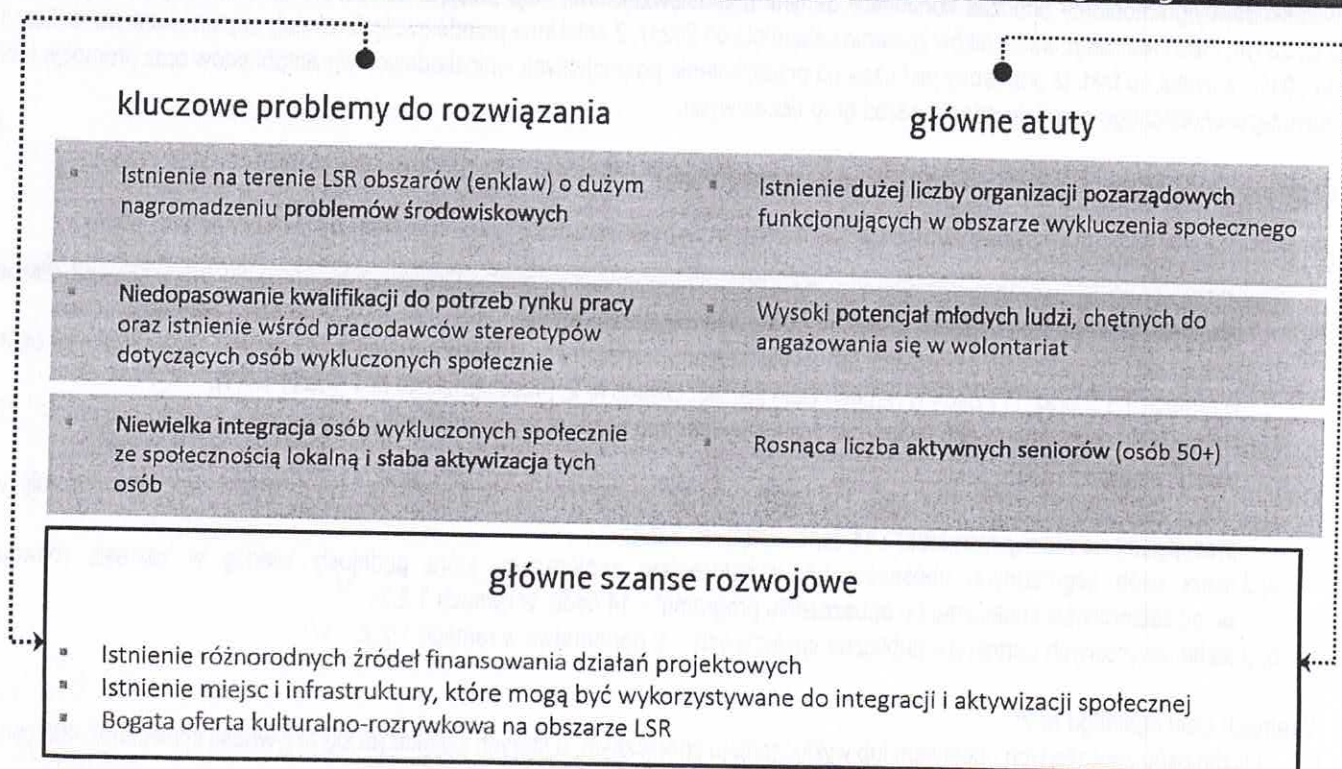 kluczowe problemy do rozwiązania
Istnienie na terenie LSR obszarów (enklaw) o dużym
nagromadzeniu problemów środowiskowych
Niedopasowanie kwalifikacji do potrzeb rynku pracy
oraz istnienie wśród pracodawców stereotypów
dotyczących osób wykluczonych społecznie
Niewielka integracja osób wykluczonych społecznie
ze społecznością lokalną i słaba aktywizacja tych
osób
główne atuty
Istnienie dużej liczby organizacji pozarządowych
funkcjonujących w obszarze wykluczenia społecznego
Wysoki potencjał młodych ludzi, chętnych do
angażowania się w wolontariat
Rosnąca liczba aktywnych seniorów (osób 50+)
główne szanse rozwojowe
Istnienie różnorodnych źródeł finansowania działań projektowych
Istnienie miejsc i infrastruktury, które mogą być wykorzystywane do integracji i aktywizacji społecznej
Bogata oferta kulturalno-rozrywkowa na obszarze LSR